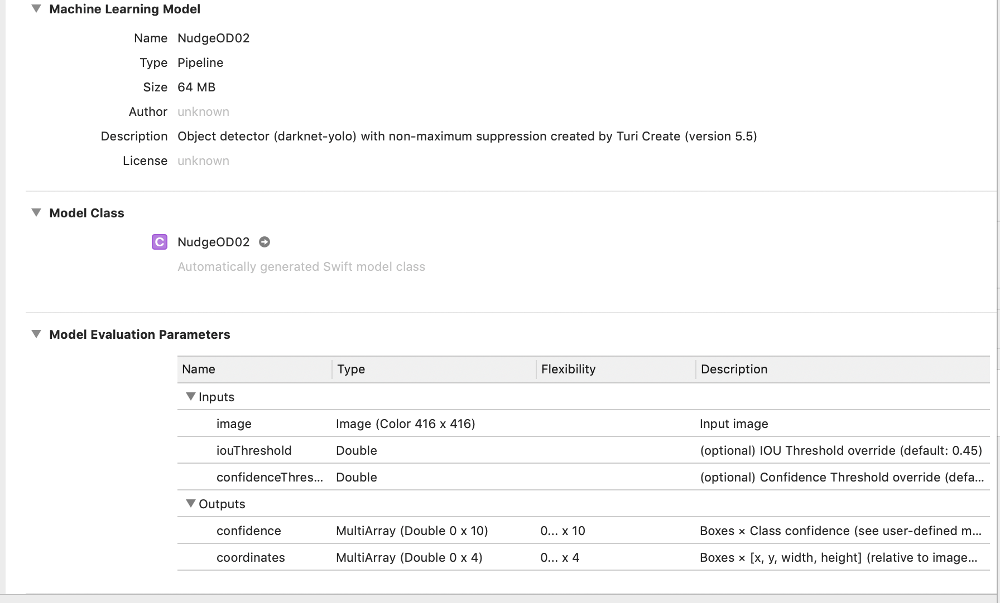 Machine Learning Model
Name NudgeOD02
Type Pipeline
Size 64 MB
Author unknown
Description Object detector (darknet-yolo) with non-maximum suppression created by Turi Create (version 5.5)
License unknown
Model Class
C NudgeOD02
Automatically generated Swift model class
Model Evaluation Parameters
Name Type Flexibility Description
Inputs
image Image (Color 416 x 416) Input image
iouThreshold Double (optional) IOU Threshold override (default: 0.45)
confidenceThres... Double (optional) Confidence Threshold override (defa...
Outputs
confidence MultiArray (Double 0 x 10) 0... x 10 Boxes × Class confidence (see user-defined m...
coordinates MultiArray (Double 0 x 4) 0... x 4 Boxes × [x, y, width, height] (relative to image...